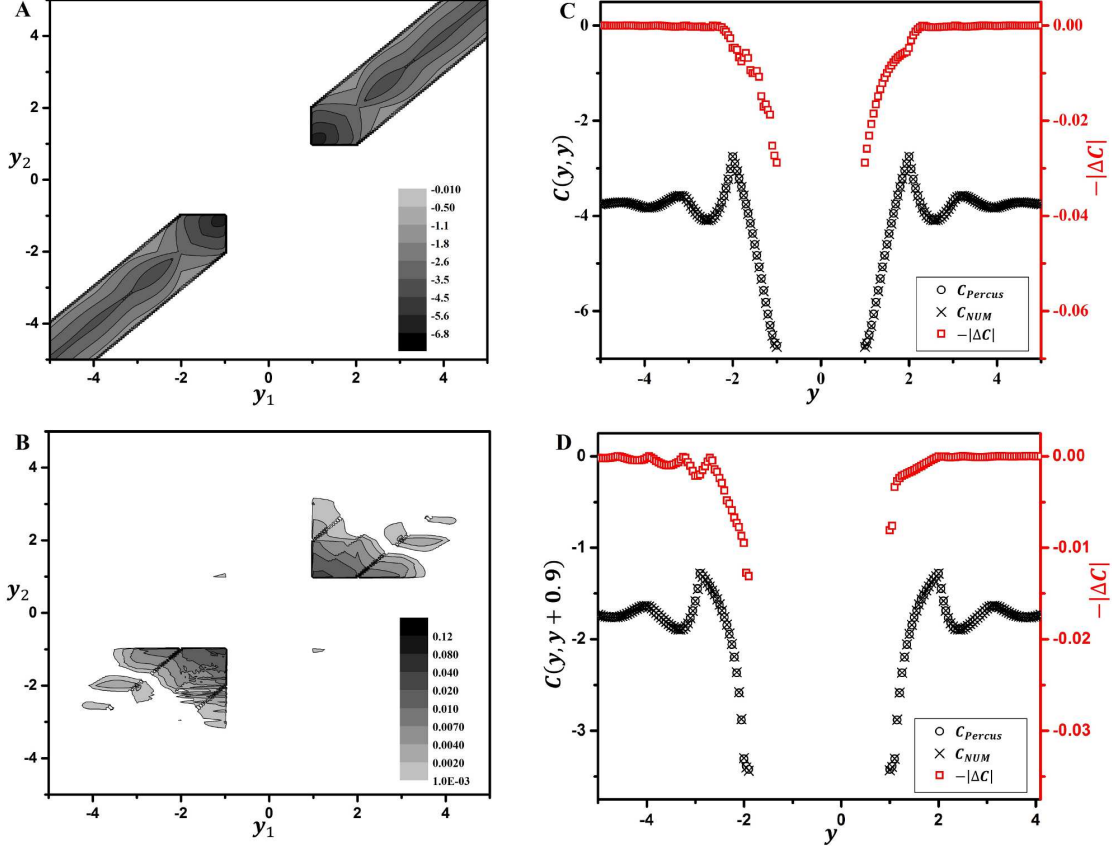 A
4
2
y₂
0
-2
-4
-0.010
-0.50
-1.1
-1.8
-2.6
-3.5
-4.5
-5.6
-6.8
-4 -2 0 2 4
y₁
C
0
-2
-4
-6
C(y, y)
0.00
-0.02
-0.04
-0.06
−|ΔC|
C_Percus
C_NUM
−|ΔC|
-4 -2 0 2 4
y
B
4
2
y₂
0
-2
-4
0.12
0.080
0.040
0.020
0.010
0.0070
0.0040
0.0020
1.0E-03
-4 -2 0 2 4
y₁
D
0
-1
-2
-3
C(y, y + 0.9)
0.00
-0.01
-0.02
-0.03
−|ΔC|
C_Percus
C_NUM
−|ΔC|
-4 -2 0 2 4
y